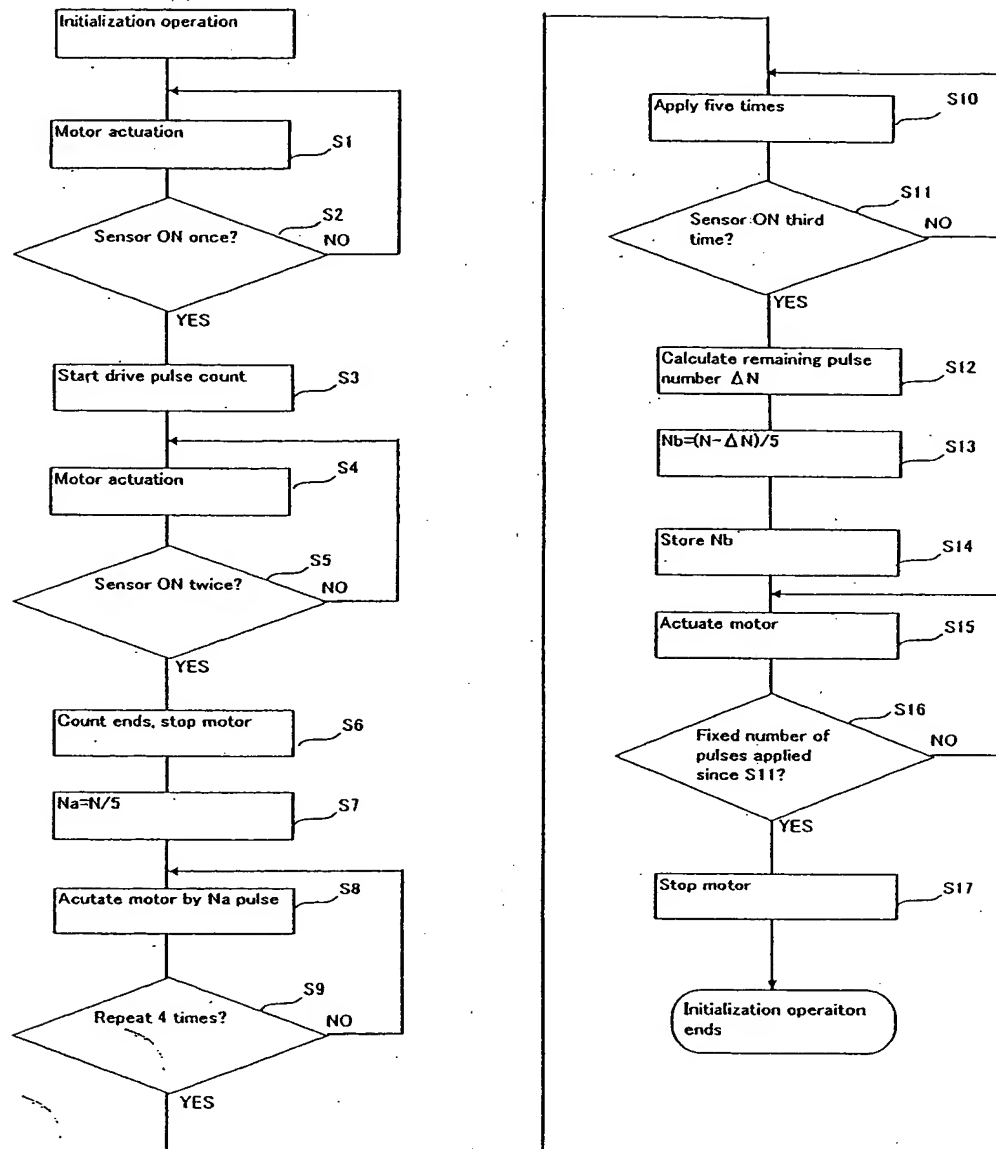 Initialization operation
Motor actuation
S1
S2
Sensor ON once?
NO
YES
Start drive pulse count
S3
Motor actuation
S4
S5
Sensor ON twice?
NO
YES
Count ends, stop motor
S6
Na=N/5
S7
Acutate motor by Na pulse
S8
S9
Repeat 4 times?
NO
YES
Apply five times
S10
S11
Sensor ON third
time?
NO
YES
Calculate remaining pulse
number ΔN
S12
Nb=(N-ΔN)/5
S13
Store Nb
S14
Actuate motor
S15
S16
Fixed number of
pulses applied
since S11?
NO
YES
Stop motor
S17
Initialization operaiton
ends